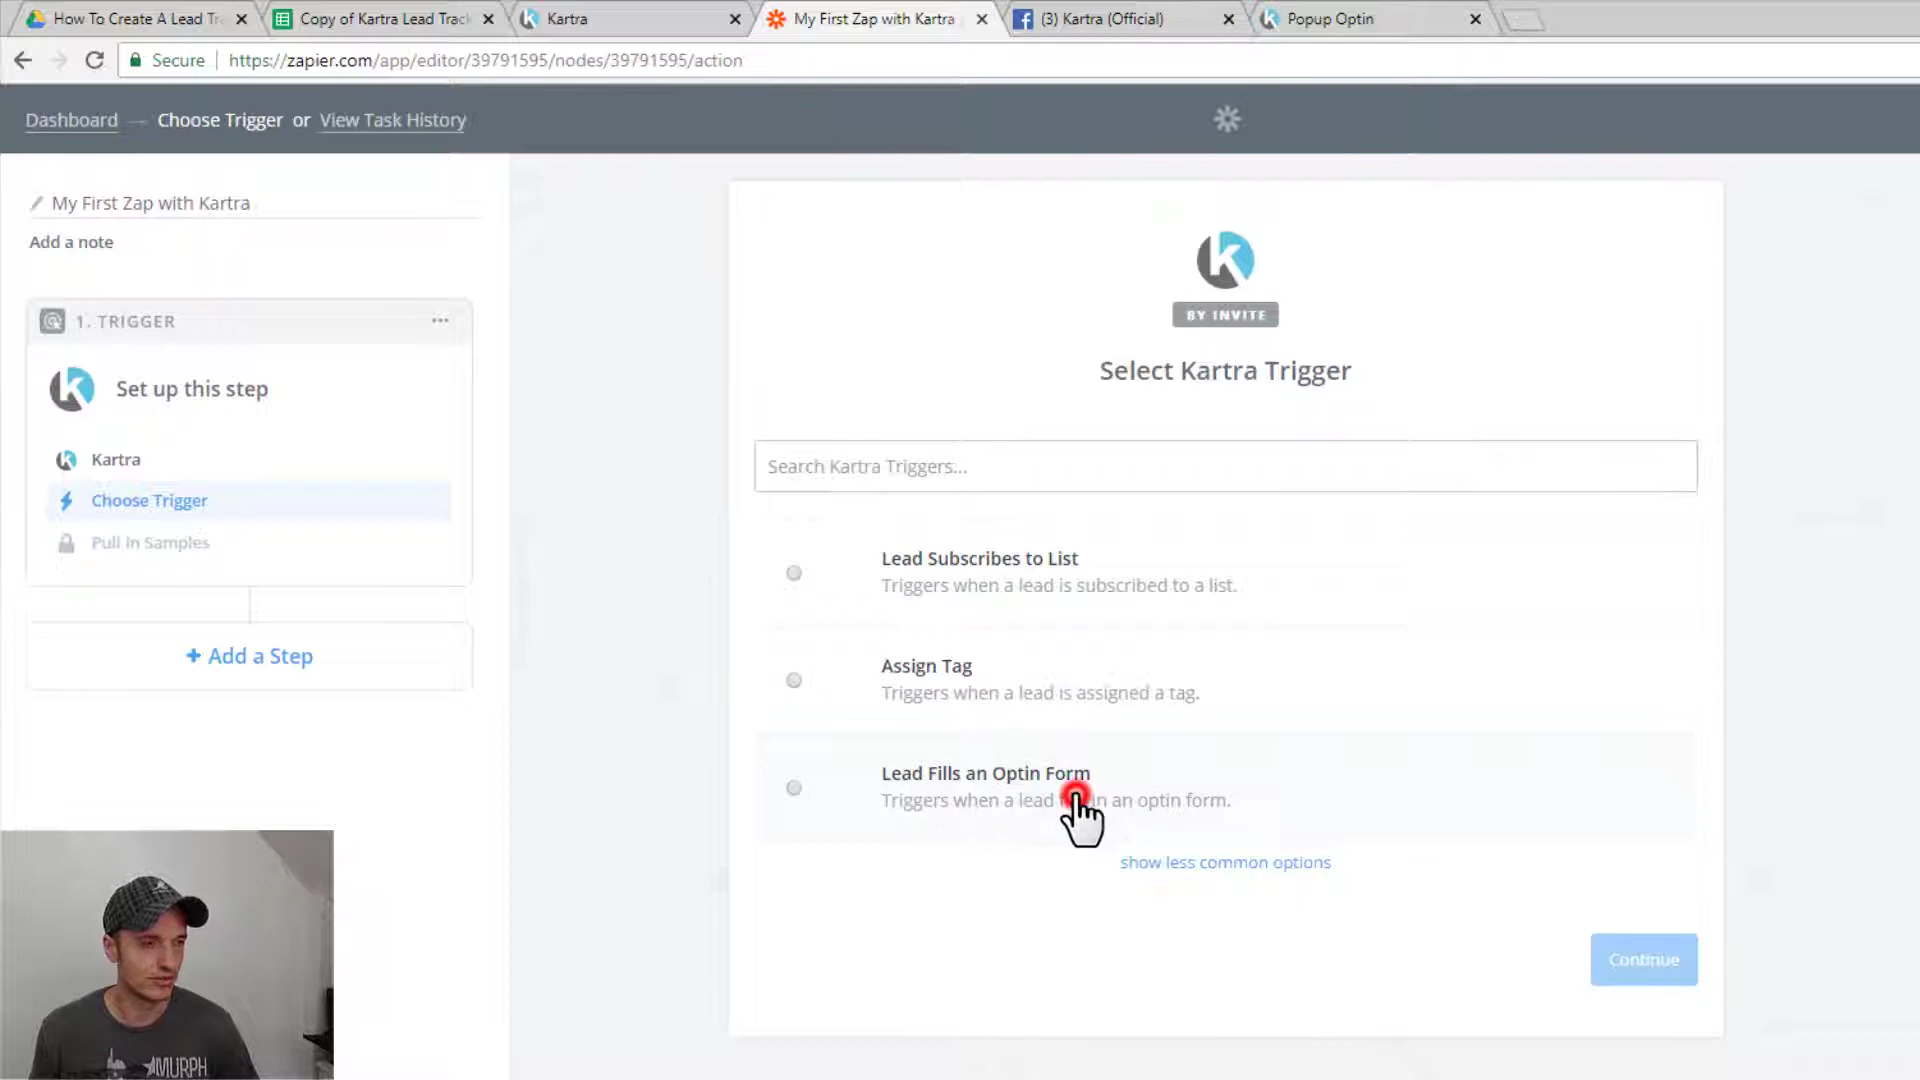 How To Create A Lead Tr
Copy of Kartra Lead Track
Kartra
My First Zap with Kartra
(3) Kartra (Official)
Popup Optin
Secure
https://zapier.com/app/editor/39791595/nodes/39791595/action
Dashboard — Choose Trigger or View Task History
My First Zap with Kartra
Add a note
1. TRIGGER
Set up this step
Kartra
Choose Trigger
Pull In Samples
+ Add a Step
BY INVITE
Select Kartra Trigger
Search Kartra Triggers...
Lead Subscribes to List
Triggers when a lead is subscribed to a list.
Assign Tag
Triggers when a lead is assigned a tag.
Lead Fills an Optin Form
Triggers when a lead in an optin form.
show less common options
Continue
MURPH